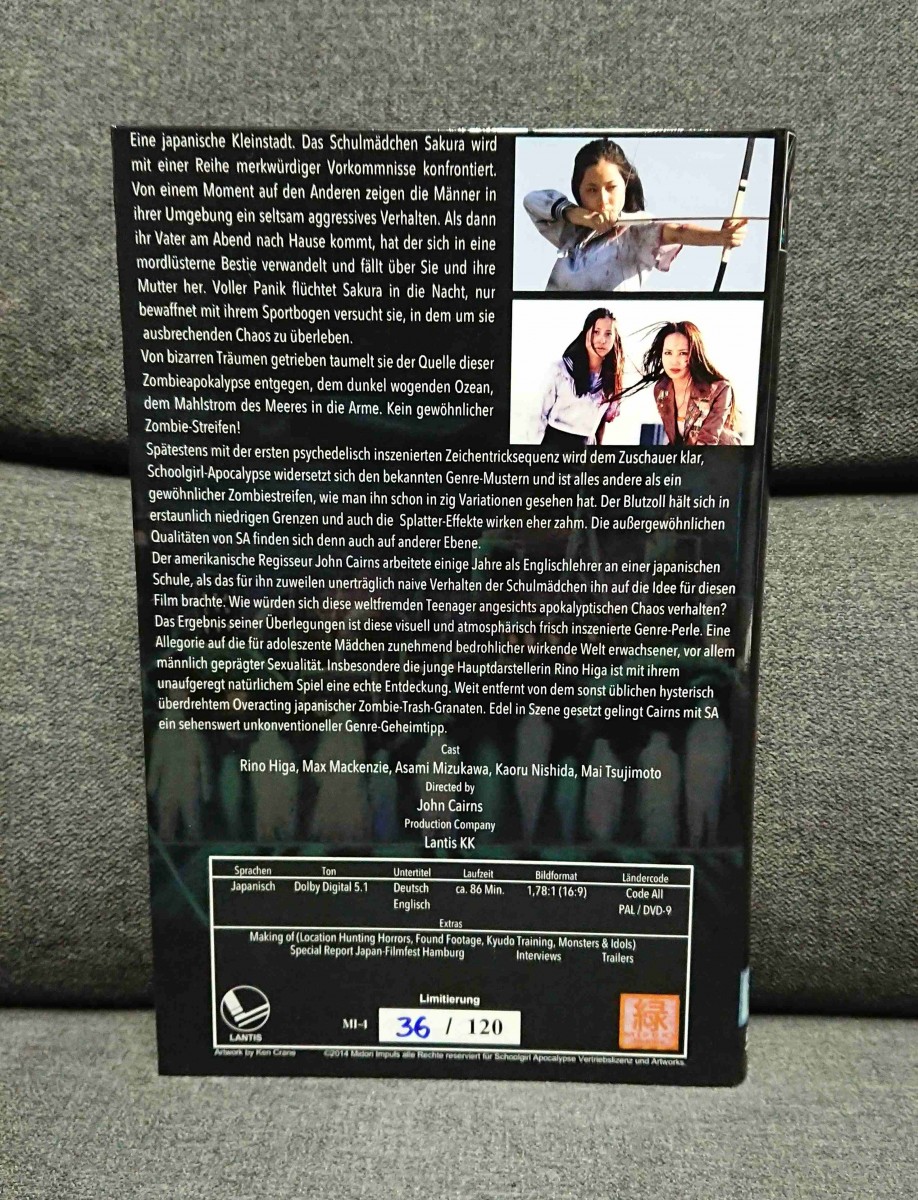 Eine japanische Kleinstadt. Das Schulmädchen Sakura wird
mit einer Reihe merkwürdiger Vorkommnisse konfrontiert.
Von einem Moment auf den Anderen zeigen die Männer in
ihrer Umgebung ein seltsam aggressives Verhalten. Als dann
ihr Vater am Abend nach Hause kommt, hat der sich in eine
mordlüsterne Bestie verwandelt und fällt über Sie und ihre
Mutter her. Voller Panik flüchtet Sakura in die Nacht, nur
bewaffnet mit ihrem Sportbogen versucht sie, in dem um sie
ausbrechenden Chaos zu überleben.
Von bizarren Träumen getrieben taumelt sie der Quelle dieser
Zombieapokalypse entgegen, dem dunkel wogenden Ozean,
dem Mahlstrom des Meeres in die Arme. Kein gewöhnlicher
Zombie-Streifen!
Spätestens mit der ersten psychedelisch inszenierten Zeichentricksequenz wird dem Zuschauer klar,
Schoolgirl-Apocalypse widersetzt sich den bekannten Genre-Mustern und ist alles andere als ein
gewöhnlicher Zombiestreifen, wie man ihn schon in zig Variationen gesehen hat. Der Blutzoll hält sich in
erstaunlich niedrigen Grenzen und auch die Splatter-Effekte wirken eher zahm. Die außergewöhnlichen
Qualitäten von SA finden sich denn auch auf anderer Ebene.
Der amerikanische Regisseur John Cairns arbeitete einige Jahre als Englischlehrer an einer japanischen
Schule, als das für ihn zuweilen unerträglich naive Verhalten der Schulmädchen ihn auf die Idee für diesen
Film brachte. Wie würden sich diese weltfremden Teenager angesichts apokalyptischen Chaos verhalten?
Das Ergebnis seiner Überlegungen ist diese visuell und atmosphärisch frisch inszenierte Genre-Perle. Eine
Allegorie auf die für adoleszente Mädchen zunehmend bedrohlicher wirkende Welt erwachsener, vor allem
männlich geprägter Sexualität. Insbesondere die junge Hauptdarstellerin Rino Higa ist mit ihrem
unaufgeregt natürlichem Spiel eine echte Entdeckung. Weit entfernt von dem sonst üblichen hysterisch
überdrehtem Overacting japanischer Zombie-Trash-Granaten. Edel in Szene gesetzt gelingt Cairns mit SA
ein sehenswert unkonventioneller Genre-Geheimtipp.
Cast
Rino Higa, Max Mackenzie, Asami Mizukawa, Kaoru Nishida, Mai Tsujimoto
Directed by
John Cairns
Production Company
Lantis KK
Sprachen Ton Untertitel Laufzeit Bildformat Ländercode
Japanisch Dolby Digital 5.1 Deutsch ca. 86 Min. 1,78:1 (16:9) Code All
Englisch PAL / DVD-9
Extras
Making of (Location Hunting Horrors, Found Footage, Kyudo Training, Monsters & Idols)
Special Report Japan-Filmfest Hamburg Interviews Trailers
Limitierung
MI-4 36 / 120
LANTIS
緑
Artwork by Ken Crane ©2014 Midori Impuls alle Rechte reserviert für Schoolgirl Apocalypse Vertriebslizenz und Artworks.